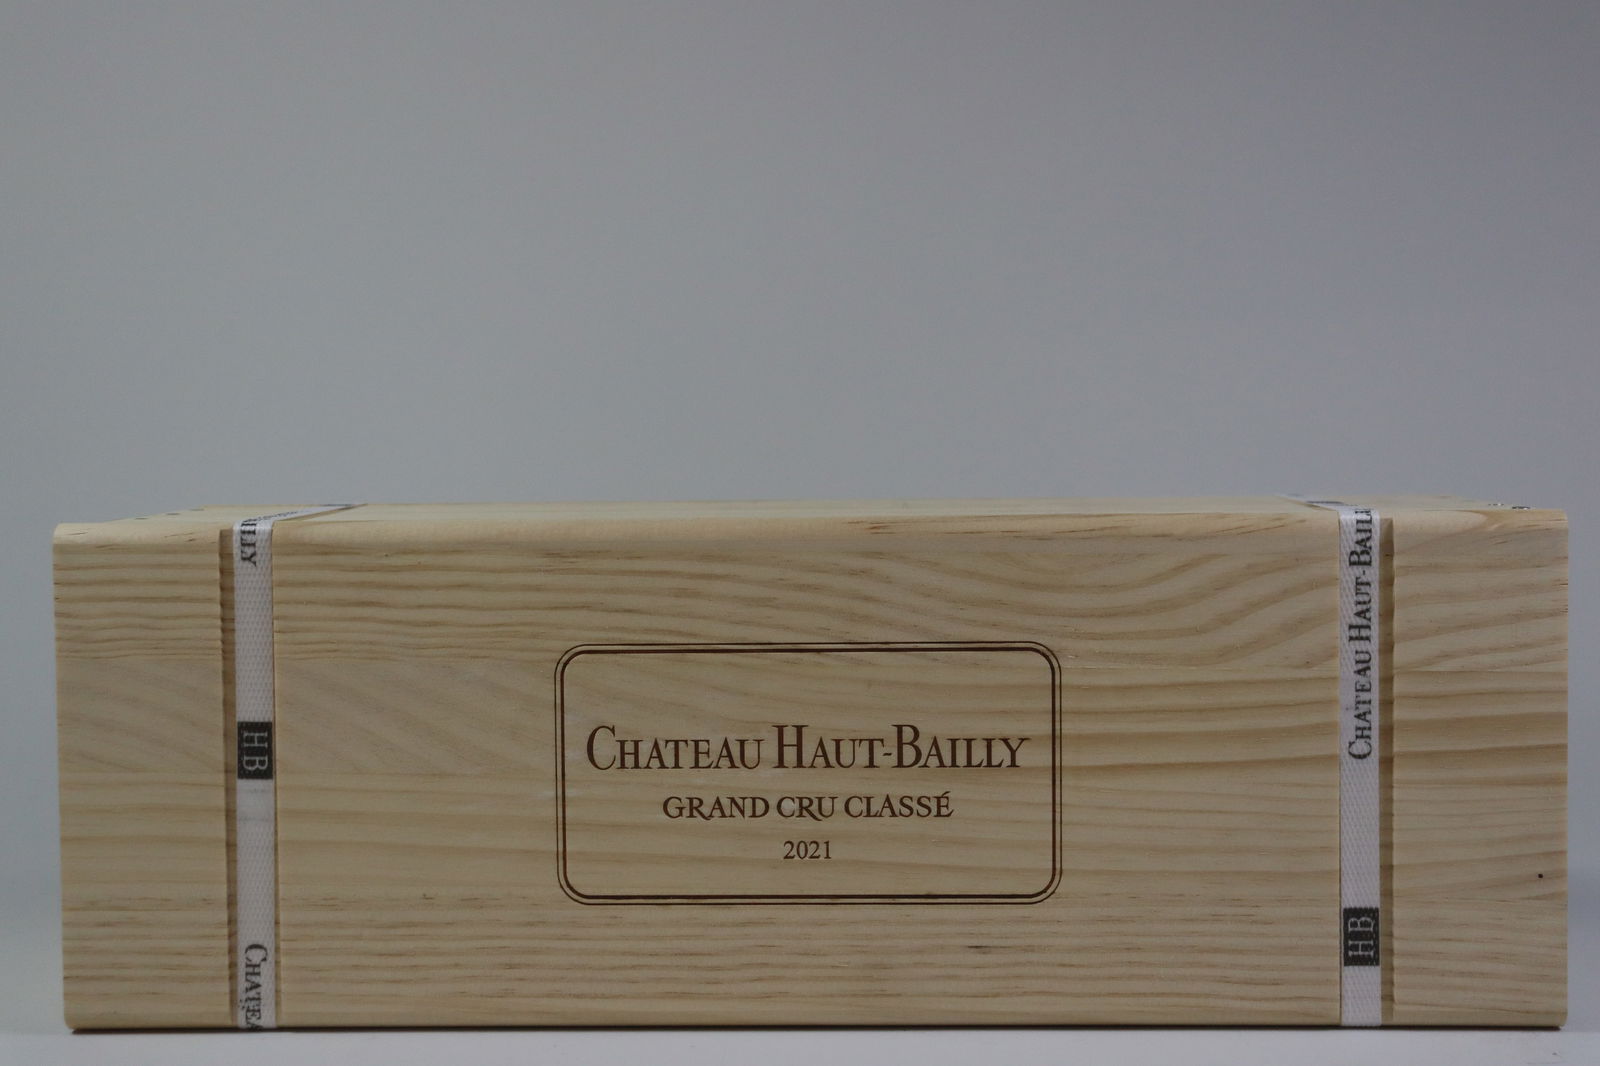 CHATEAU HAUT-BAILLY
GRAND CRU CLASSÉ
2021
HB
CHATEAU HAUT-BAILLY
HB